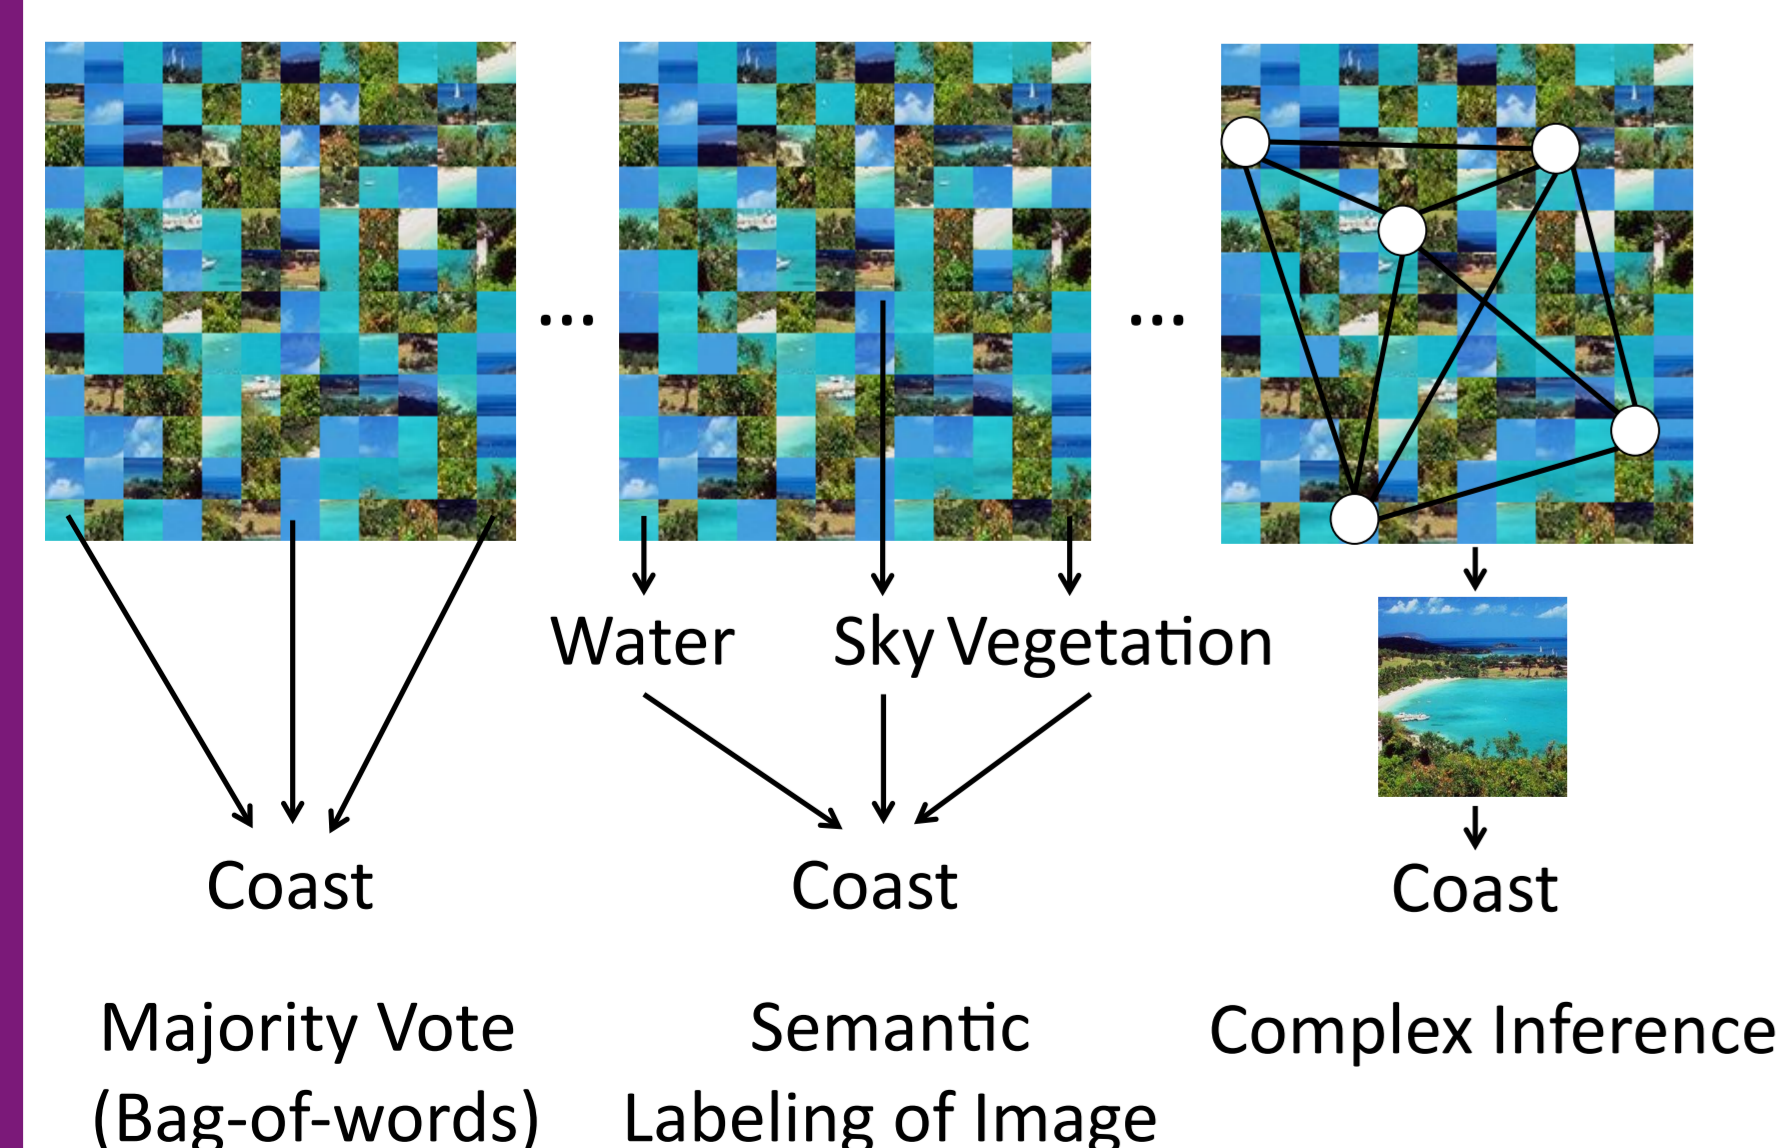 ...
...
Water
Sky
Vegetation
Coast
Coast
Coast
Majority Vote
(Bag-of-words)
Semantic
Labeling of Image
Complex Inference